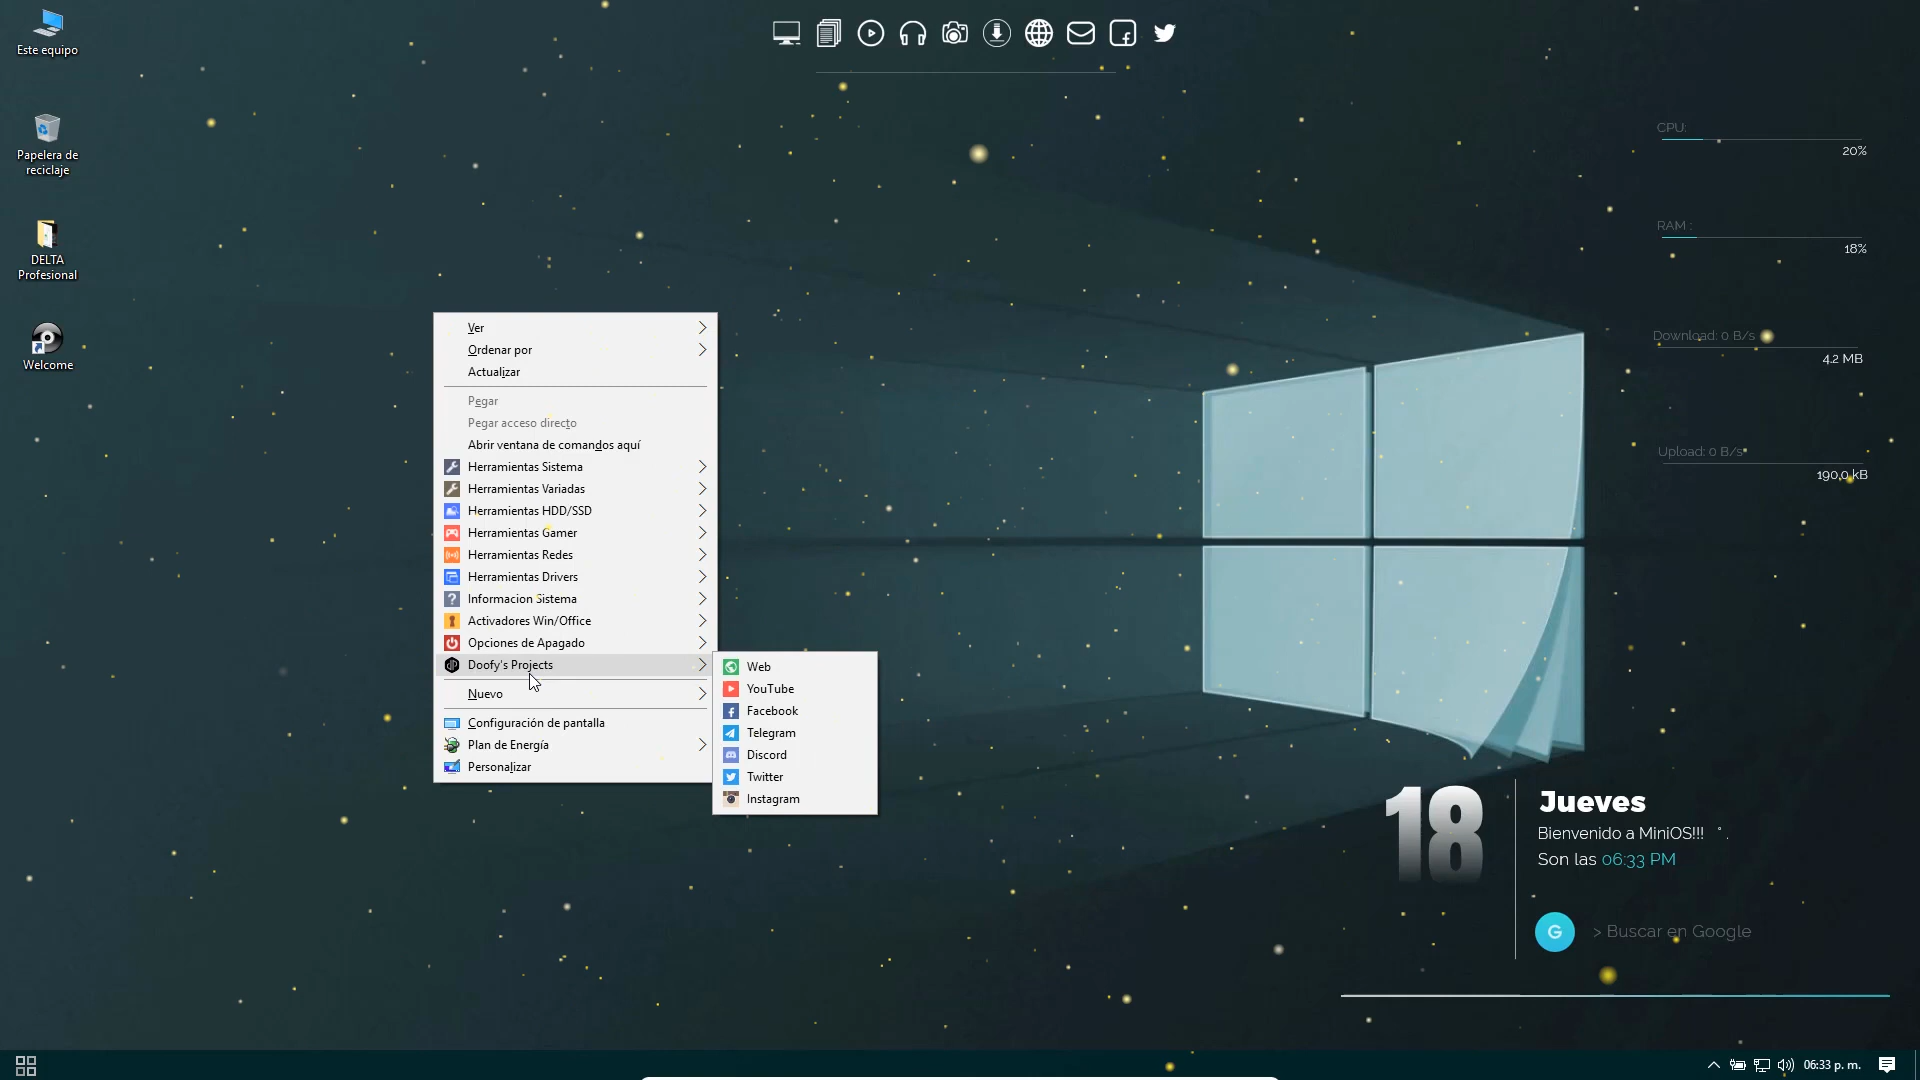 Este equipo
Papelera de
reciclaje
DELTA
Profesional
Welcome
Ver
Ordenar por
Actualizar
Pegar
Pegar acceso directo
Abrir ventana de comandos aquí
Herramientas Sistema
Herramientas Variadas
Herramientas HDD/SSD
Herramientas Gamer
Herramientas Redes
Herramientas Drivers
Informacion Sistema
Activadores Win/Office
Opciones de Apagado
Doofy's Projects
Nuevo
Configuración de pantalla
Plan de Energía
Personalizar
Web
YouTube
Facebook
Telegram
Discord
Twitter
Instagram
CPU:
20%
RAM :
18%
Download: 0 B/s
4.2 MB
Upload: 0 B/s
190.0 kB
18
Jueves
Bienvenido a MiniOS!!! ° .
Son las 06:33 PM
G
> Buscar en Google
06:33 p. m.